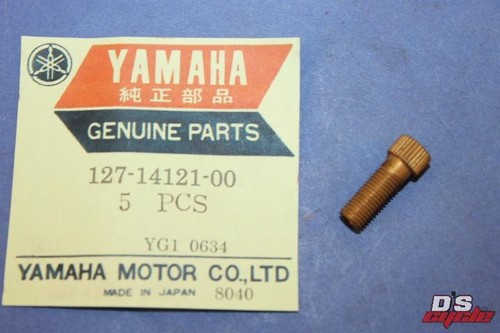 YAMAHA
純正部品
GENUINE PARTS
127-14121-00
5 PCS
YG1 0634
YAMAHA MOTOR CO.,LTD
MADE IN JAPAN 8040
D'S
cycle